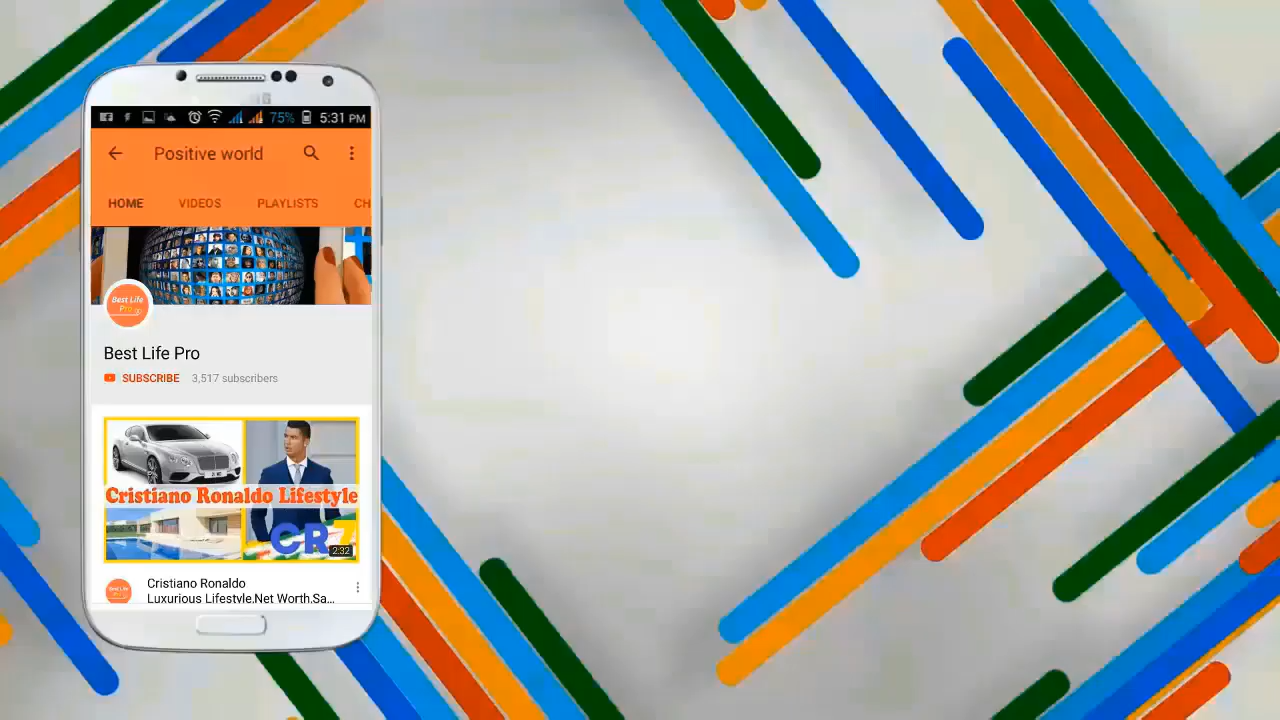 75% 5:31 PM
Positive world
HOME VIDEOS PLAYLISTS CH
Best Life
Pro
Best Life Pro
SUBSCRIBE 3,517 subscribers
Cristiano Ronaldo Lifestyle
CR7
2:32
Cristiano Ronaldo
Luxurious Lifestyle,Net Worth,Sa...